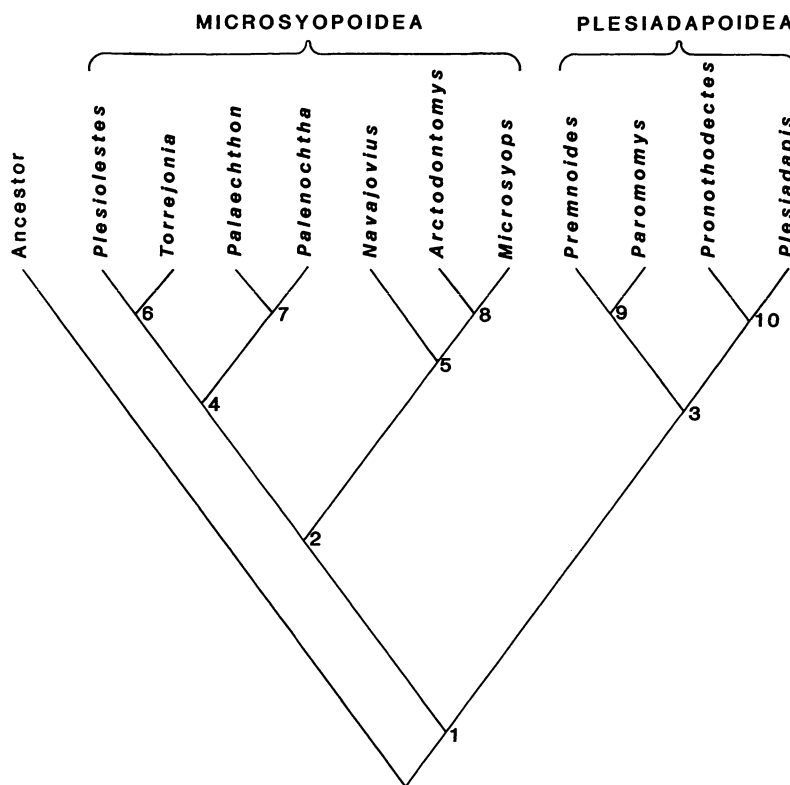 MICROSYOPOIDEA
PLESIADAPOIDEA
Ancestor
Plesiolestes
Torrejonia
Palaechthon
Palenochtha
Navajovius
Arctodontomys
Microsyops
Premnoides
Paromomys
Pronothodectes
Plesiadapis
6
7
8
9
10
5
4
3
2
1